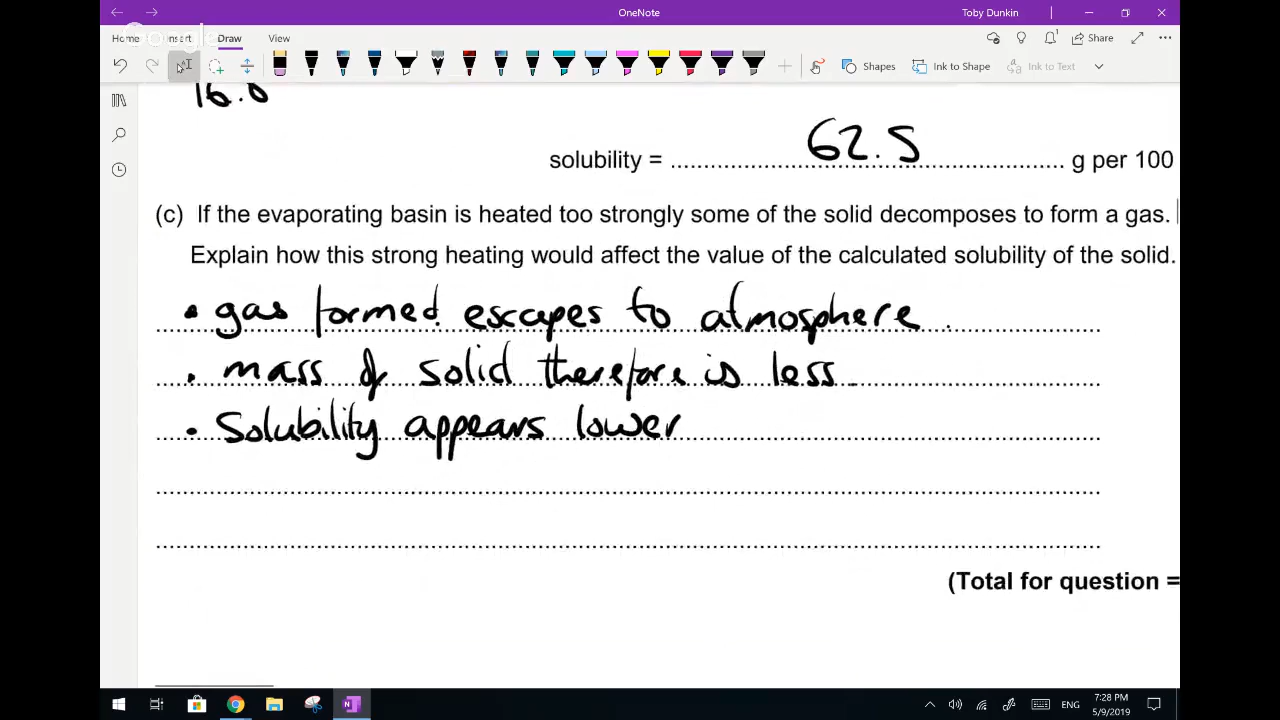 OneNote
Toby Dunkin
Google
Home Insert Draw View
Share
Shapes Ink to Shape Ink to Text
16.0
62.5
solubility = ........ g per 100
(c) If the evaporating basin is heated too strongly some of the solid decomposes to form a gas.
Explain how this strong heating would affect the value of the calculated solubility of the solid.
• gas formed escapes to atmosphere.
• mass of solid therefore is less.
• Solubility appears lower
(Total for question =
ENG
7:28 PM
5/9/2019